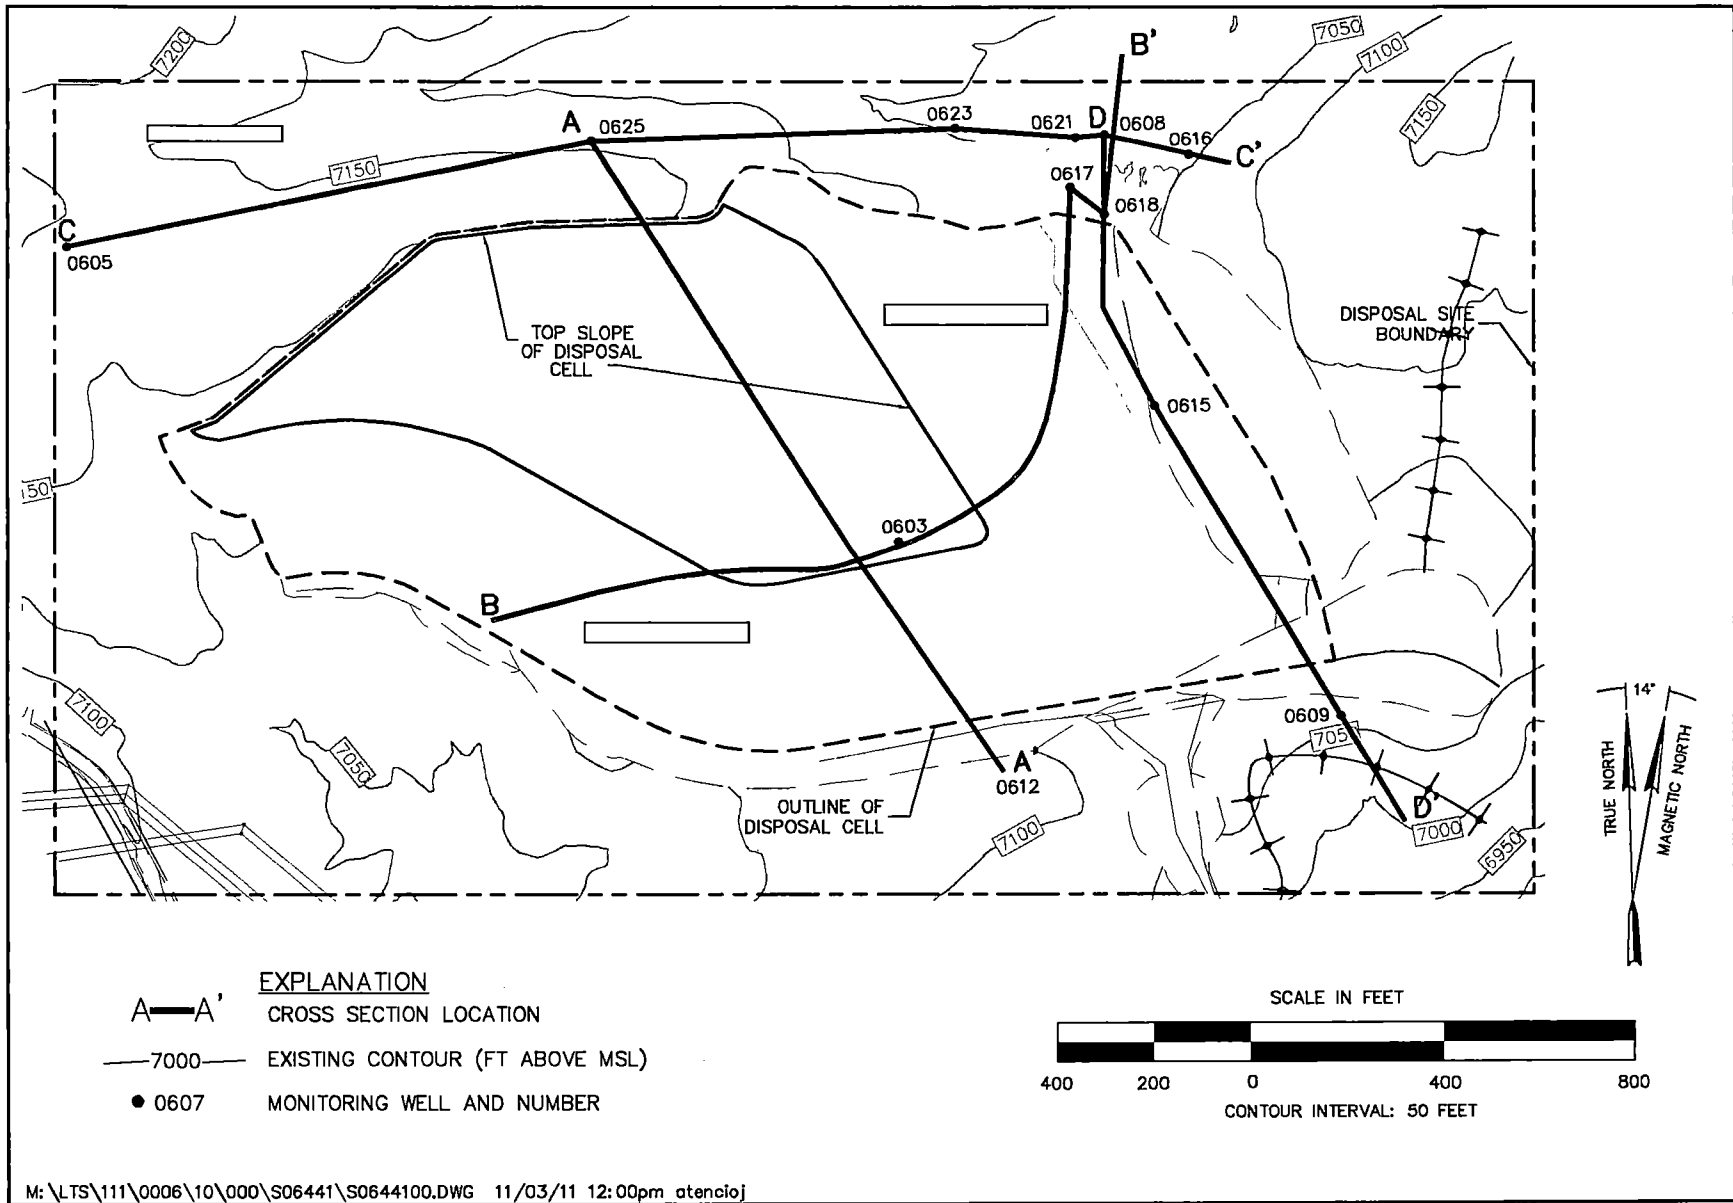 7200
7050
7100
B'
7150
A
0625
0623
0621
D
0608
0616
C'
7150
0617
0618
C
0605
TOP SLOPE
OF DISPOSAL
CELL
DISPOSAL SITE
BOUNDARY
0615
150
0603
B
7100
7050
0609
705
14°
TRUE NORTH
MAGNETIC NORTH
A'
0612
OUTLINE OF
DISPOSAL CELL
7100
D'
7000
6950
EXPLANATION
A A'
CROSS SECTION LOCATION
7000
EXISTING CONTOUR (FT ABOVE MSL)
0607
MONITORING WELL AND NUMBER
SCALE IN FEET
400 200 0 400 800
CONTOUR INTERVAL: 50 FEET
M:\LTS\111\0006\10\000\S06441\S0644100.DWG 11/03/11 12:00pm atencioj